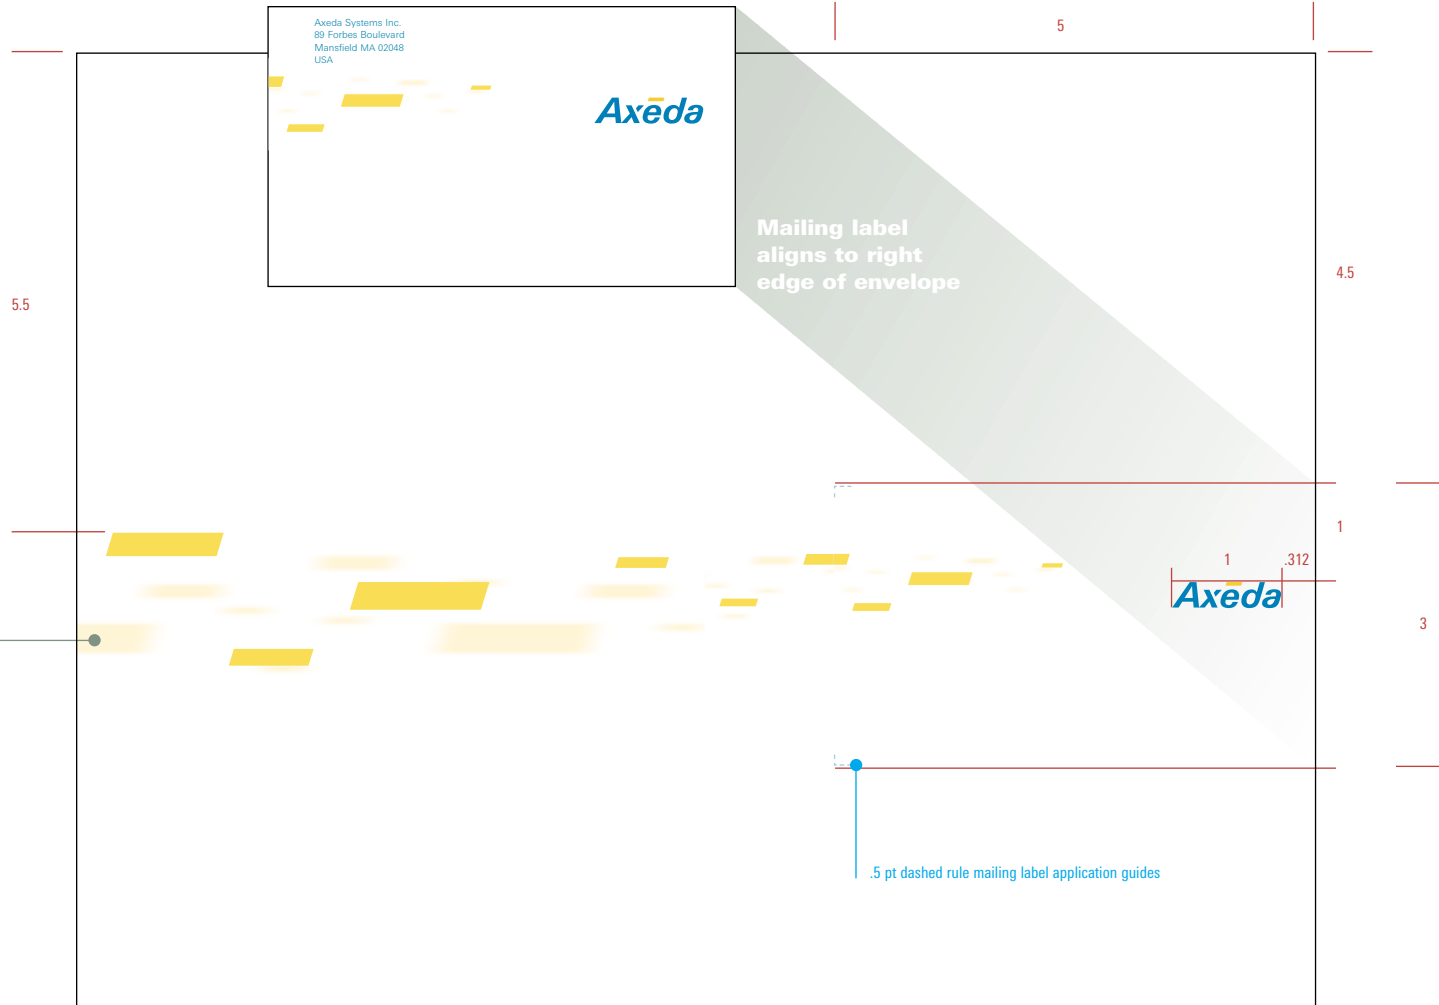 Axeda Systems Inc.
89 Forbes Boulevard
Mansfield MA 02048
USA
Axeda
5
Mailing label
aligns to right
edge of envelope
4.5
5.5
1
1
.312
Axeda
3
.5 pt dashed rule mailing label application guides